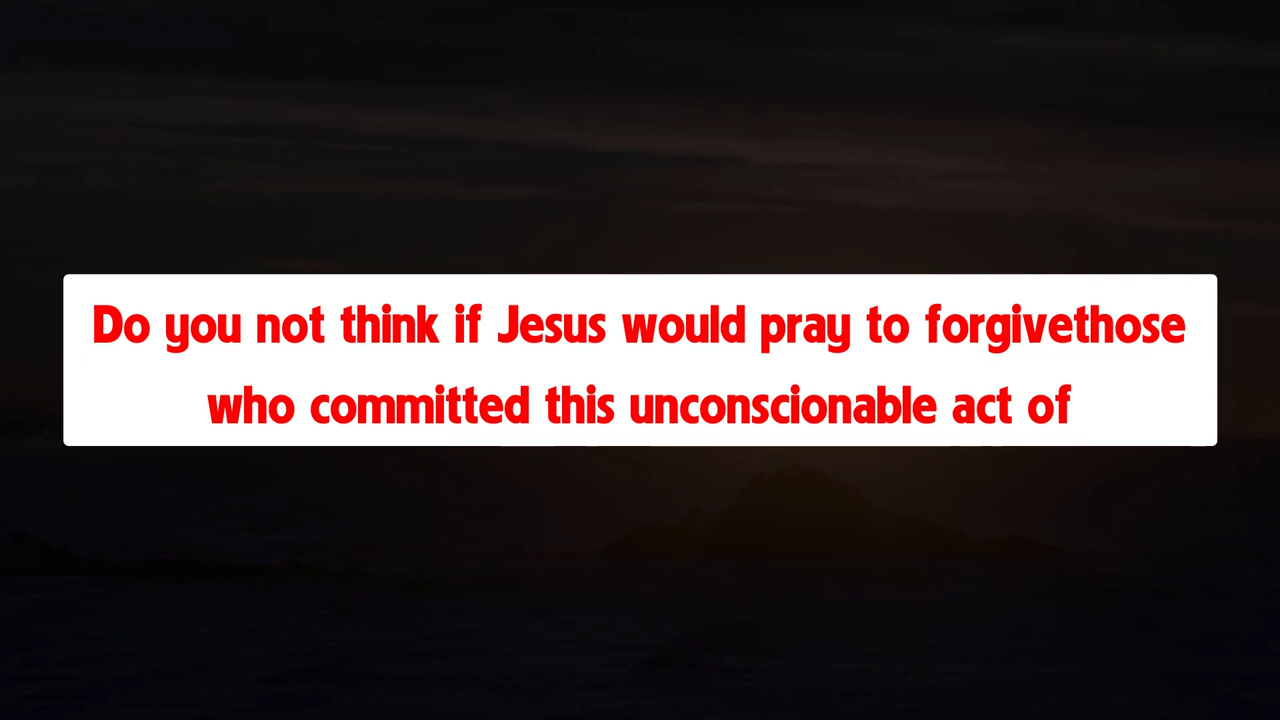 Do you not think if Jesus would pray to forgivethose
who committed this unconscionable act of